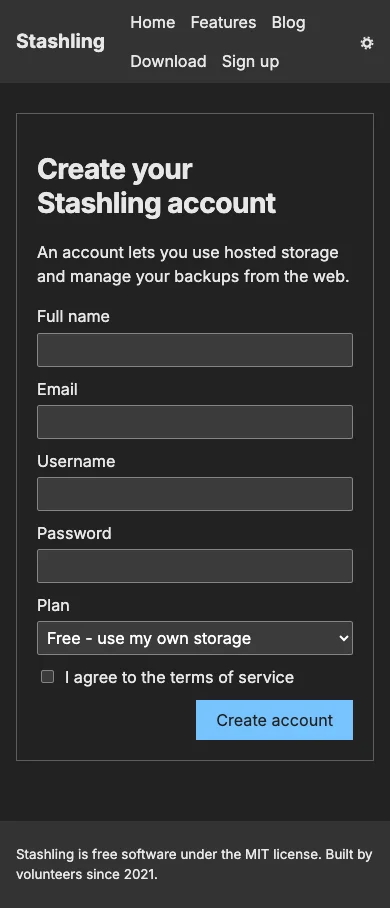 Stashling
Home Features Blog
Download Sign up
Create your
Stashling account
An account lets you use hosted storage
and manage your backups from the web.
Full name
Email
Username
Password
Plan
Free - use my own storage
I agree to the terms of service
Create account
Stashling is free software under the MIT license. Built by
volunteers since 2021.